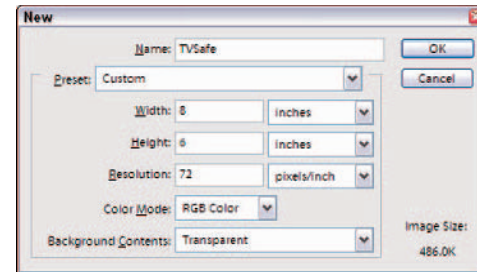 New
Name: TVSafe
OK
Preset: Custom
Cancel
Width: 8 inches
Height: 6 inches
Resolution: 72 pixels/inch
Color Mode: RGB Color
Image Size:
Background Contents: Transparent
486.0K